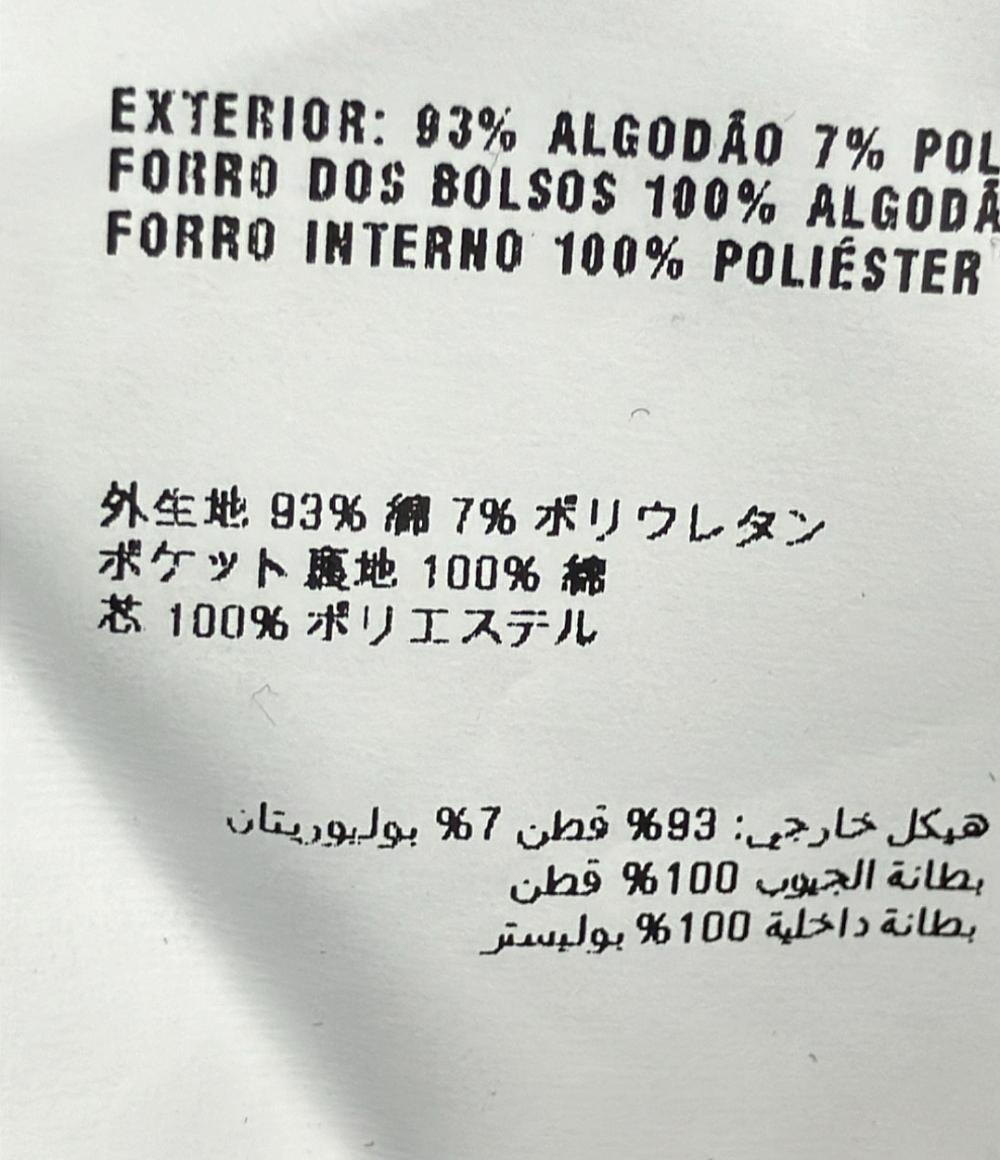 EXTERIOR: 93% ALGODÃO 7% POL
FORRO DOS BOLSOS 100% ALGODÃ
FORRO INTERNO 100% POLIÉSTER
外生地 93% 綿 7% ポリウレタン
ポケット裏地 100% 綿
芯 100% ポリエステル
هيكل خارجي: 93% قطن 7% بوليوريتان
بطانة الجيوب 100% قطن
بطانة داخلية 100% بوليستر